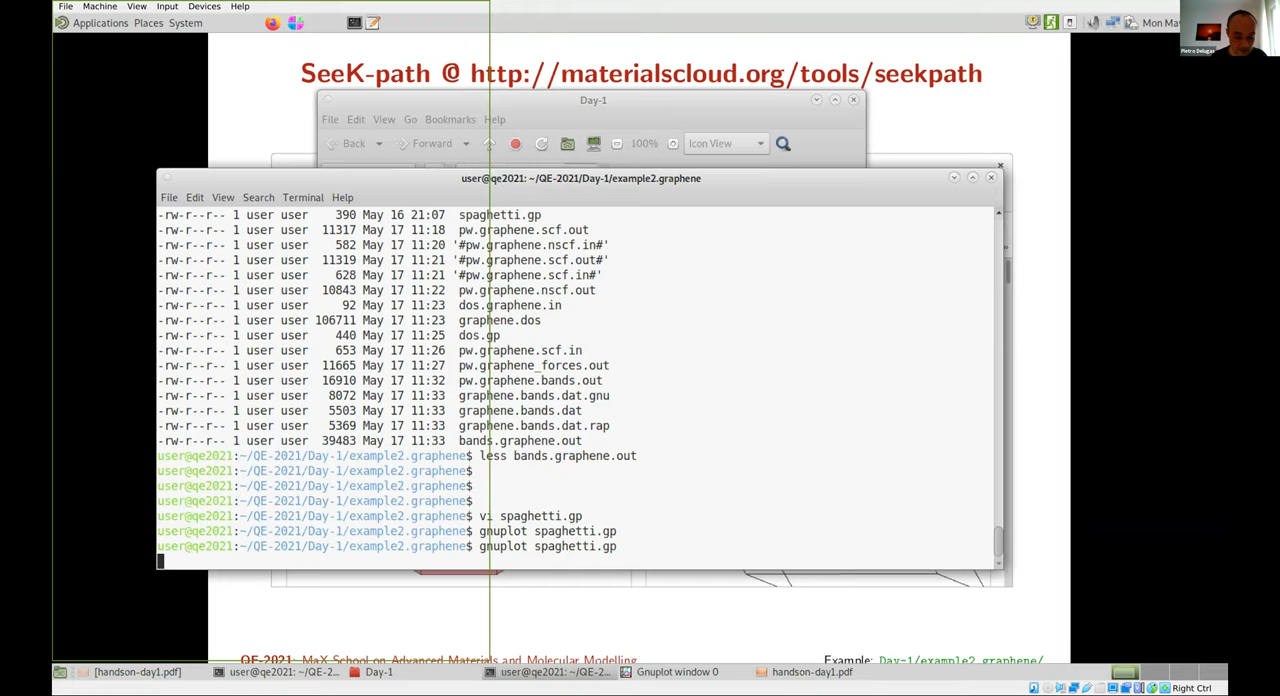 File Machine View Input Devices Help
Applications Places System
Mon May
Pietro Delugas
SeeK-path @ http://materialscloud.org/tools/seekpath
Day-1
File Edit View Go Bookmarks Help
Back Forward 100% Icon View
user@qe2021: ~/QE-2021/Day-1/example2.graphene
File Edit View Search Terminal Help
-rw-r--r-- 1 user user 390 May 16 21:07 spaghetti.gp
-rw-r--r-- 1 user user 11317 May 17 11:18 pw.graphene.scf.out
-rw-r--r-- 1 user user 582 May 17 11:20 '#pw.graphene.nscf.in#'
-rw-r--r-- 1 user user 11319 May 17 11:21 '#pw.graphene.scf.out#'
-rw-r--r-- 1 user user 628 May 17 11:21 '#pw.graphene.scf.in#'
-rw-r--r-- 1 user user 10843 May 17 11:22 pw.graphene.nscf.out
-rw-r--r-- 1 user user 92 May 17 11:23 dos.graphene.in
-rw-r--r-- 1 user user 106711 May 17 11:23 graphene.dos
-rw-r--r-- 1 user user 440 May 17 11:25 dos.gp
-rw-r--r-- 1 user user 653 May 17 11:26 pw.graphene.scf.in
-rw-r--r-- 1 user user 11665 May 17 11:27 pw.graphene_forces.out
-rw-r--r-- 1 user user 16910 May 17 11:32 pw.graphene.bands.out
-rw-r--r-- 1 user user 8072 May 17 11:33 graphene.bands.dat.gnu
-rw-r--r-- 1 user user 5503 May 17 11:33 graphene.bands.dat
-rw-r--r-- 1 user user 5369 May 17 11:33 graphene.bands.dat.rap
-rw-r--r-- 1 user user 39483 May 17 11:33 bands.graphene.out
user@qe2021:~/QE-2021/Day-1/example2.graphene$ less bands.graphene.out
user@qe2021:~/QE-2021/Day-1/example2.graphene$
user@qe2021:~/QE-2021/Day-1/example2.graphene$
user@qe2021:~/QE-2021/Day-1/example2.graphene$
user@qe2021:~/QE-2021/Day-1/example2.graphene$ vi spaghetti.gp
user@qe2021:~/QE-2021/Day-1/example2.graphene$ gnuplot spaghetti.gp
user@qe2021:~/QE-2021/Day-1/example2.graphene$ gnuplot spaghetti.gp
QE-2021: MaX School on Advanced Materials and Molecular Modelling
Example: Day-1/example2.graphene/
[handson-day1.pdf] user@qe2021: ~/QE-2... Day-1 user@qe2021: ~/QE-2... Gnuplot window 0 handson-day1.pdf
Right Ctrl